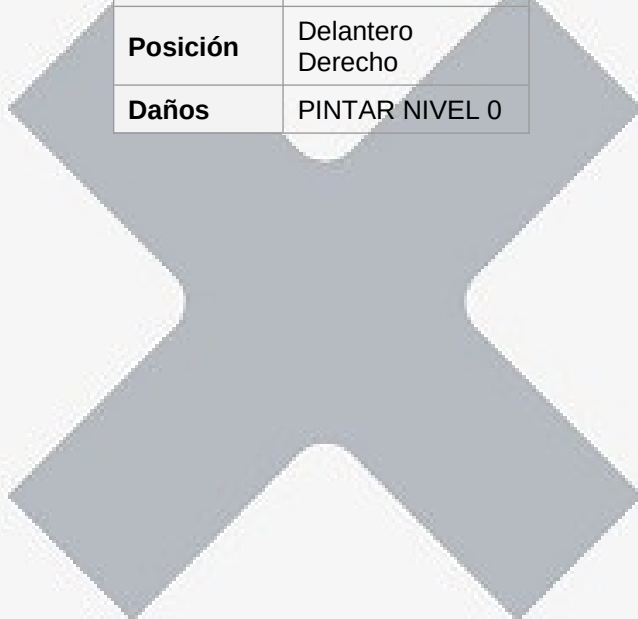 Posición
Delantero
Derecho
Daños
PINTAR NIVEL 0